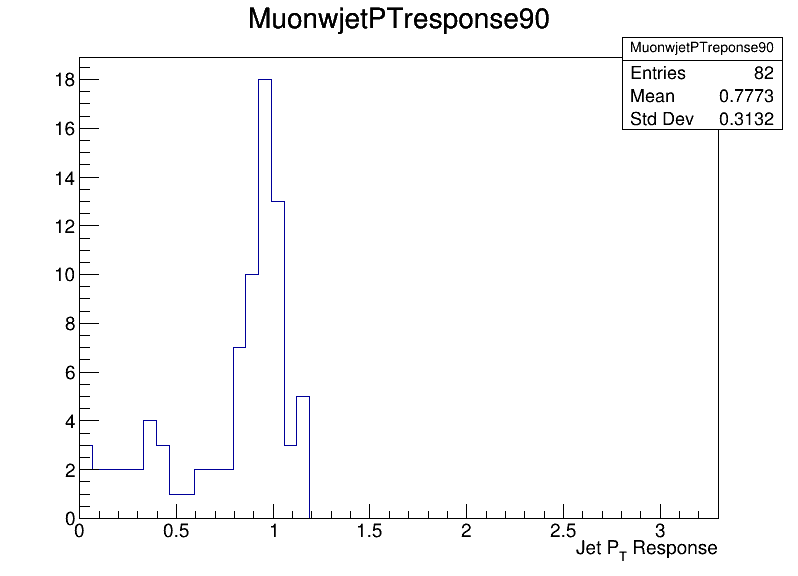 MuonwjetPTresponse90
MuonwjetPTreponse90
Entries 82
Mean 0.7773
Std Dev 0.3132
18
16
14
12
10
8
6
4
2
0
0 0.5 1 1.5 2 2.5 3
Jet PT Response